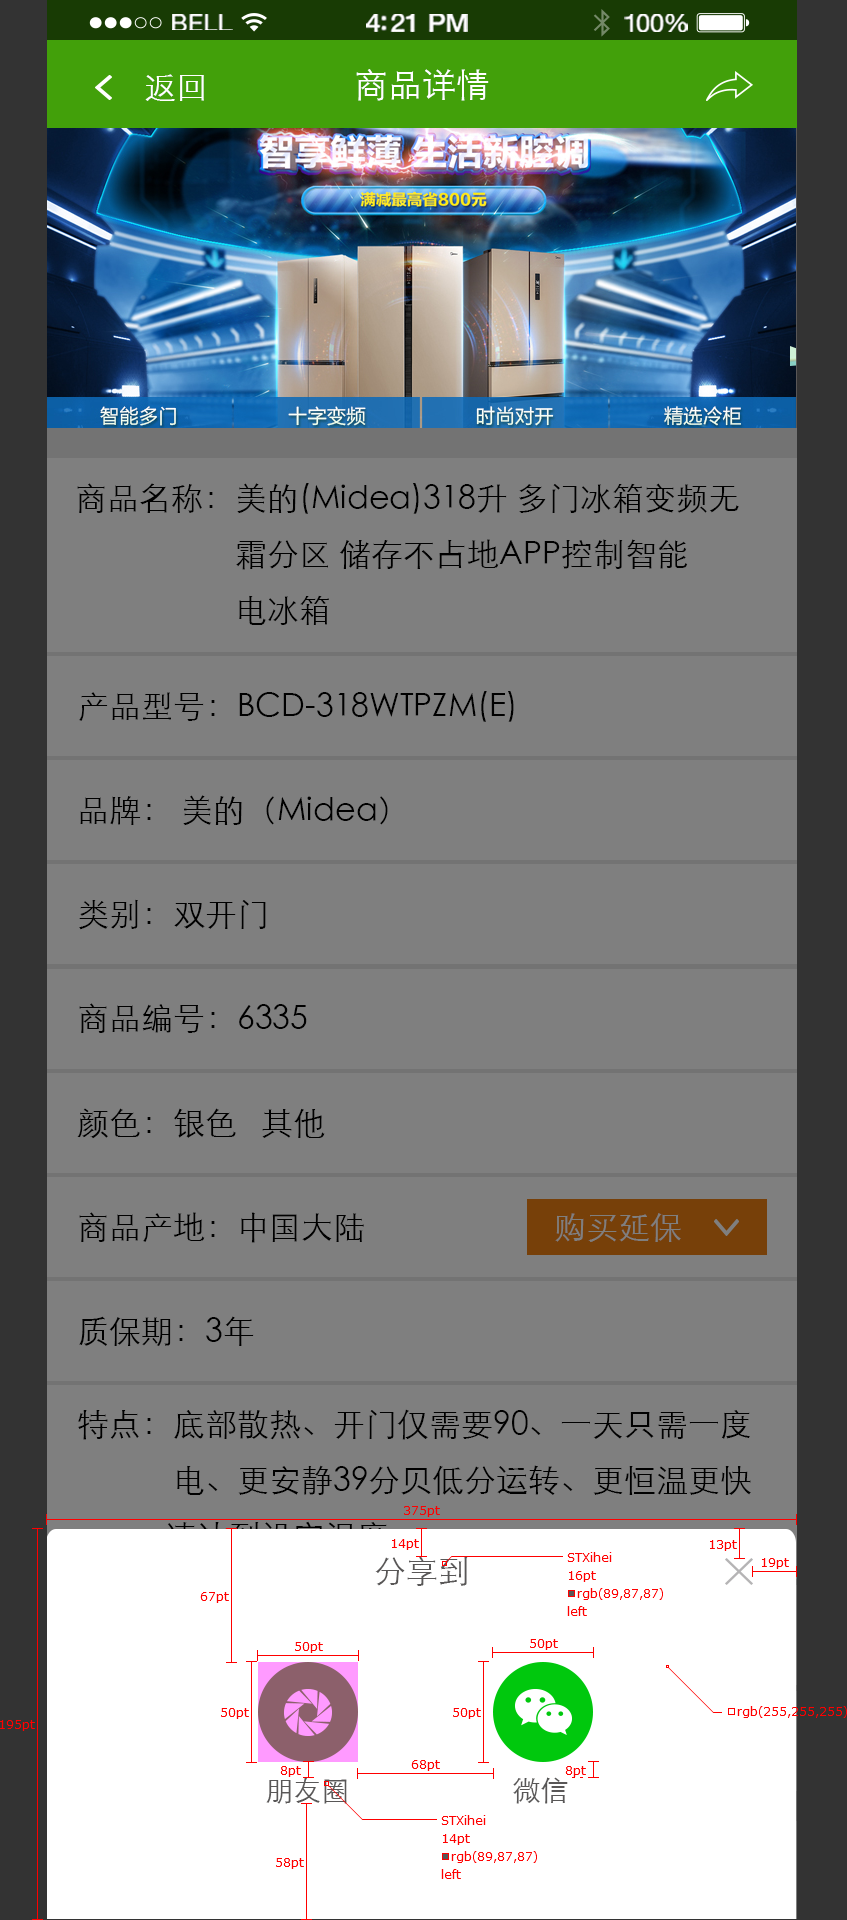 BELL 4:21 PM 100%
返回 商品详情
智享鲜薄 生活新腔调
满减最高省800元
智能多门 十字变频 时尚对开 精选冷柜
商品名称：美的(Midea)318升 多门冰箱变频无
霜分区 储存不占地APP控制智能
电冰箱
产品型号：BCD-318WTPZM(E)
品牌： 美的（Midea）
类别：双开门
商品编号：6335
颜色：银色 其他
商品产地：中国大陆 购买延保
质保期：3年
特点：底部散热、开门仅需要90、一天只需一度
电、更安静39分贝低分运转、更恒温更快
375pt
14pt
13pt
分享到
STXihei
16pt
rgb(89,87,87)
left
19pt
67pt
50pt
50pt
50pt
50pt
rgb(255,255,255)
195pt
8pt
68pt
8pt
朋友圈
微信
STXihei
14pt
rgb(89,87,87)
left
58pt